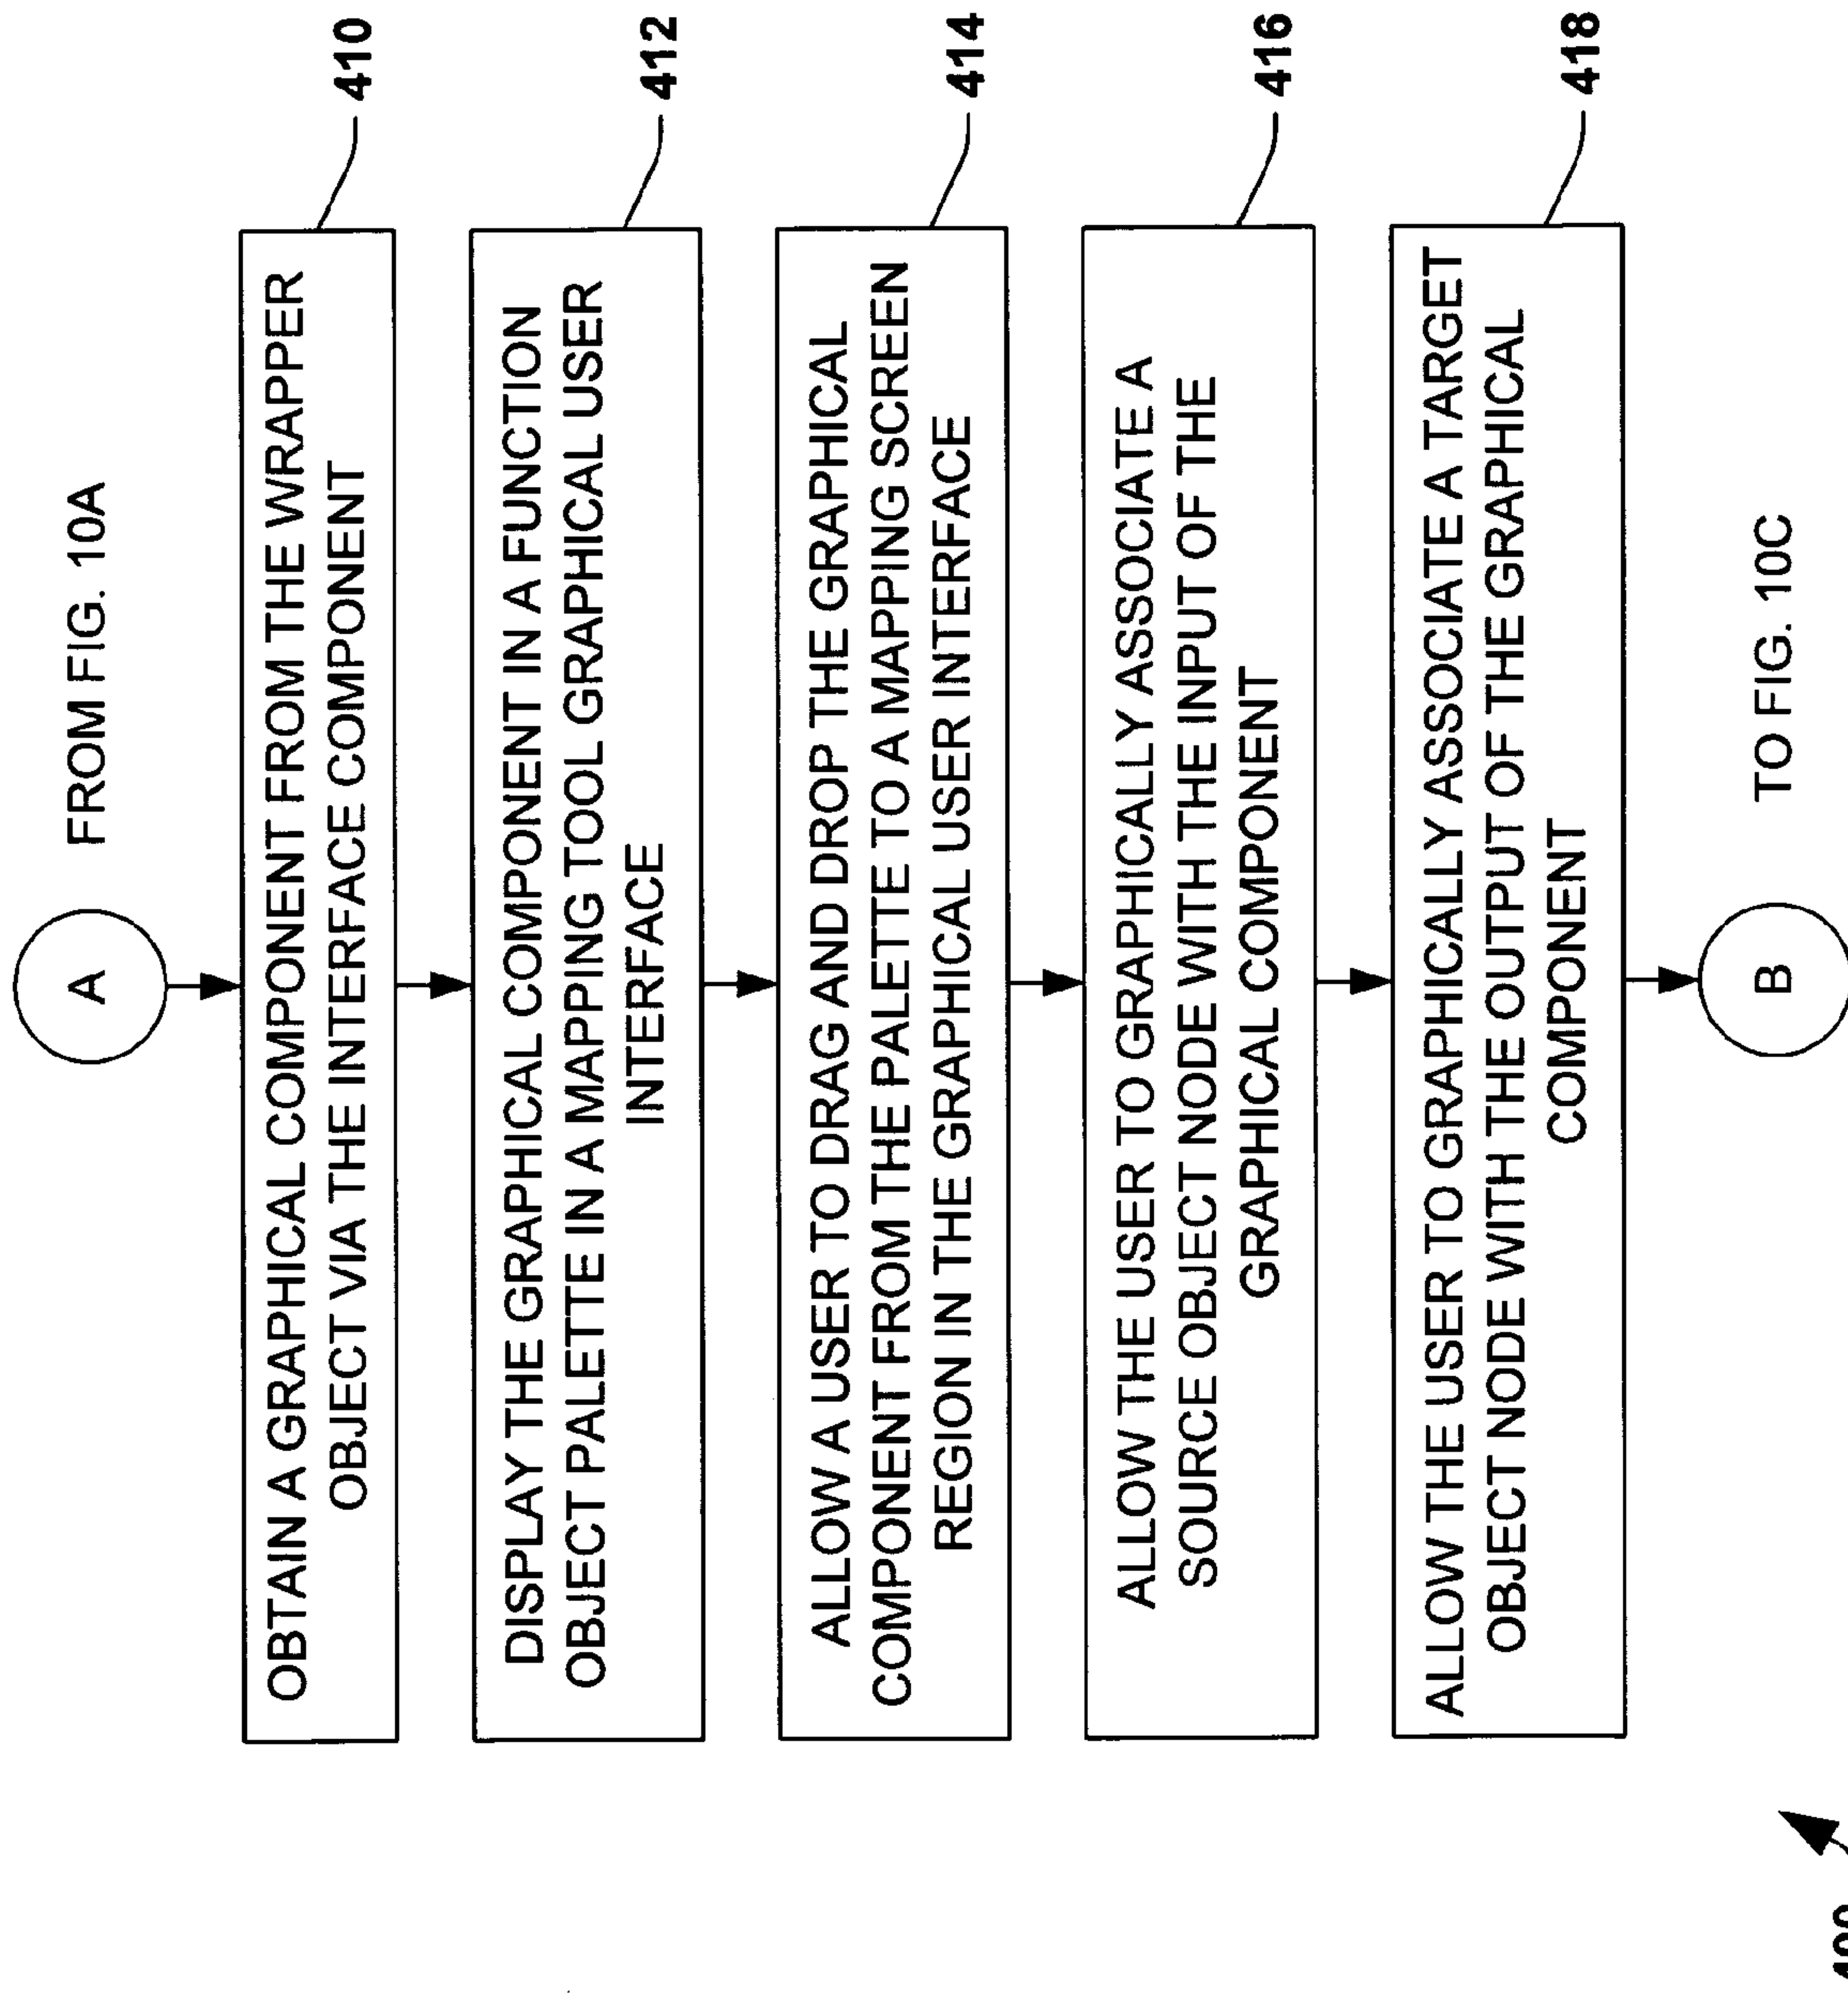 A FROM FIG. 10A
OBTAIN A GRAPHICAL COMPONENT FROM THE WRAPPER
OBJECT VIA THE INTERFACE COMPONENT
410
DISPLAY THE GRAPHICAL COMPONENT IN A FUNCTION
OBJECT PALETTE IN A MAPPING TOOL GRAPHICAL USER
INTERFACE
412
ALLOW A USER TO DRAG AND DROP THE GRAPHICAL
COMPONENT FROM THE PALETTE TO A MAPPING SCREEN
REGION IN THE GRAPHICAL USER INTERFACE
414
ALLOW THE USER TO GRAPHICALLY ASSOCIATE A
SOURCE OBJECT NODE WITH THE INPUT OF THE
GRAPHICAL COMPONENT
416
ALLOW THE USER TO GRAPHICALLY ASSOCIATE A TARGET
OBJECT NODE WITH THE OUTPUT OF THE GRAPHICAL
COMPONENT
418
B TO FIG. 10C